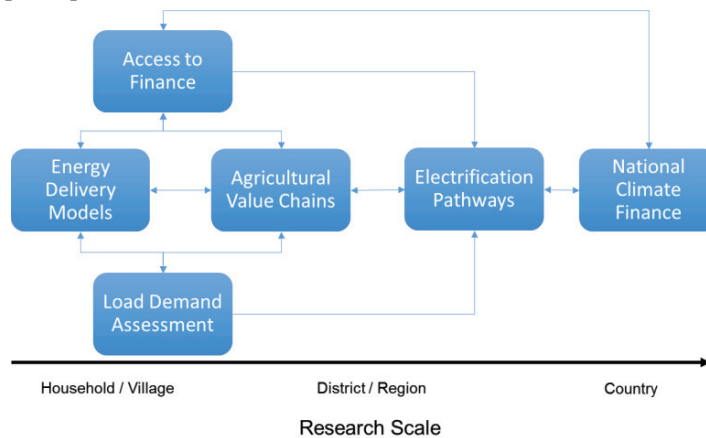 Access to
Finance
Energy
Delivery
Models
Agricultural
Value Chains
Electrification
Pathways
National
Climate
Finance
Load Demand
Assessment
Household / Village
District / Region
Country
Research Scale